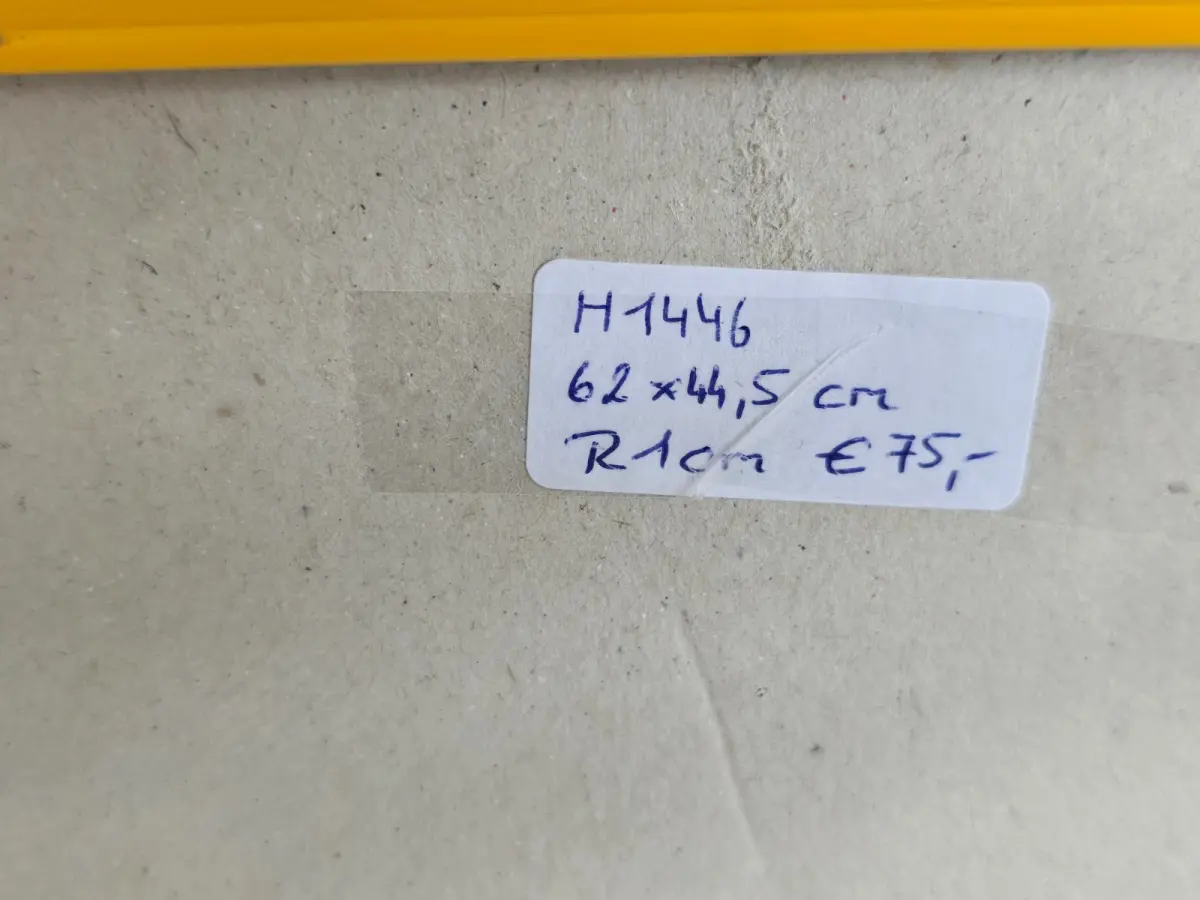 H1446
62 x 44,5 cm
R1cm € 75,-